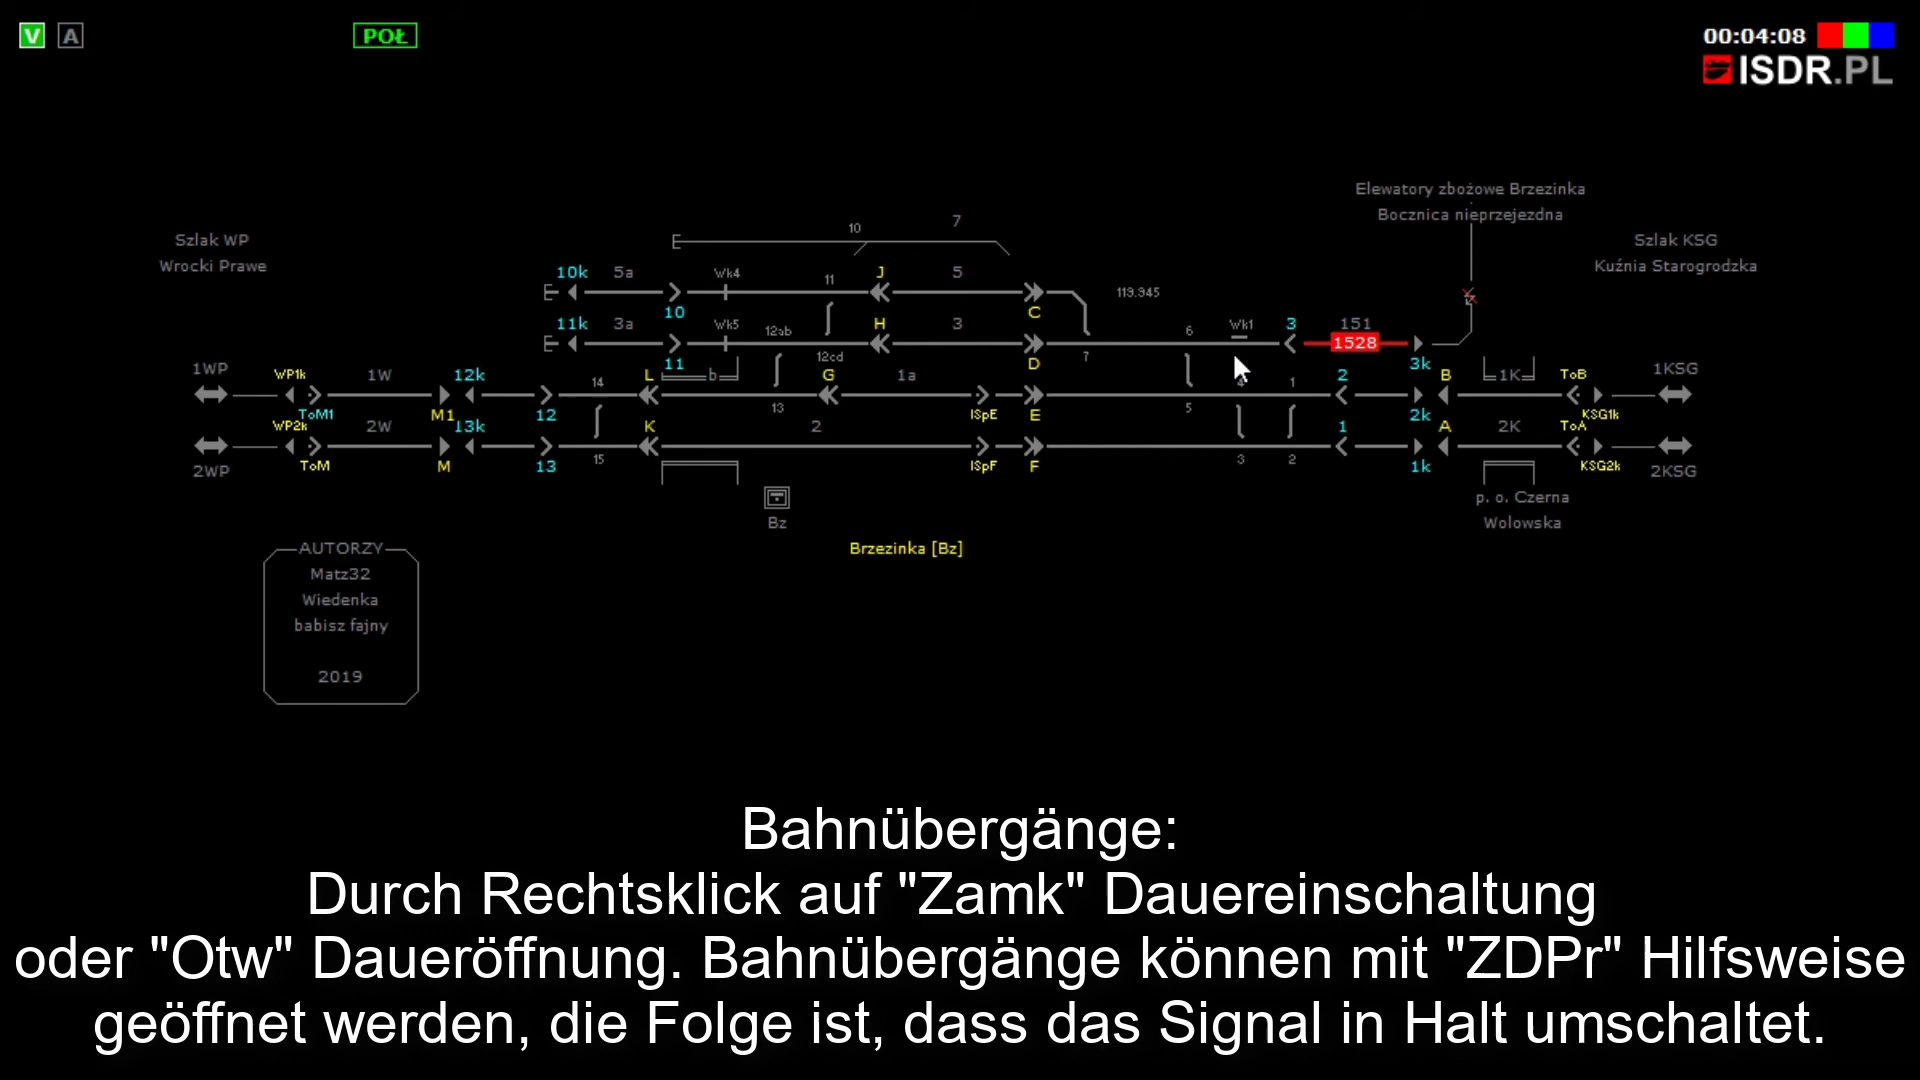 V A POŁ 00:04:08
ISDR.PL
Elewatory zbożowe Brzezinka
Bocznica nieprzejezdna
Szlak WP
Wrocki Prawe
Szlak KSG
Kuźnia Starogrodzka
10 7
10k 5a Wk4 11 J 5 119.945
10 C
11k 3a Wk5 12ab H 3 6 Wk1 3 151
1528
11 12cd D 7 3k
1WP WP1k 1W 12k L b G 1a 4 1 2 B 1K ToB 1KSG
14
ToM1 M1 12 13 ISpE E 5 2k KSG1k
WP2k 2W 13k K 2 1 A 2K ToA
2WP ToM M 13 15 ISpF F 3 2 1k KSG2k 2KSG
Bz
p. o. Czerna
Wolowska
Brzezinka [Bz]
AUTORZY
Matz32
Wiedenka
babisz fajny
2019
Bahnübergänge:
Durch Rechtsklick auf "Zamk" Dauereinschaltung
oder "Otw" Daueröffnung. Bahnübergänge können mit "ZDPr" Hilfsweise
geöffnet werden, die Folge ist, dass das Signal in Halt umschaltet.